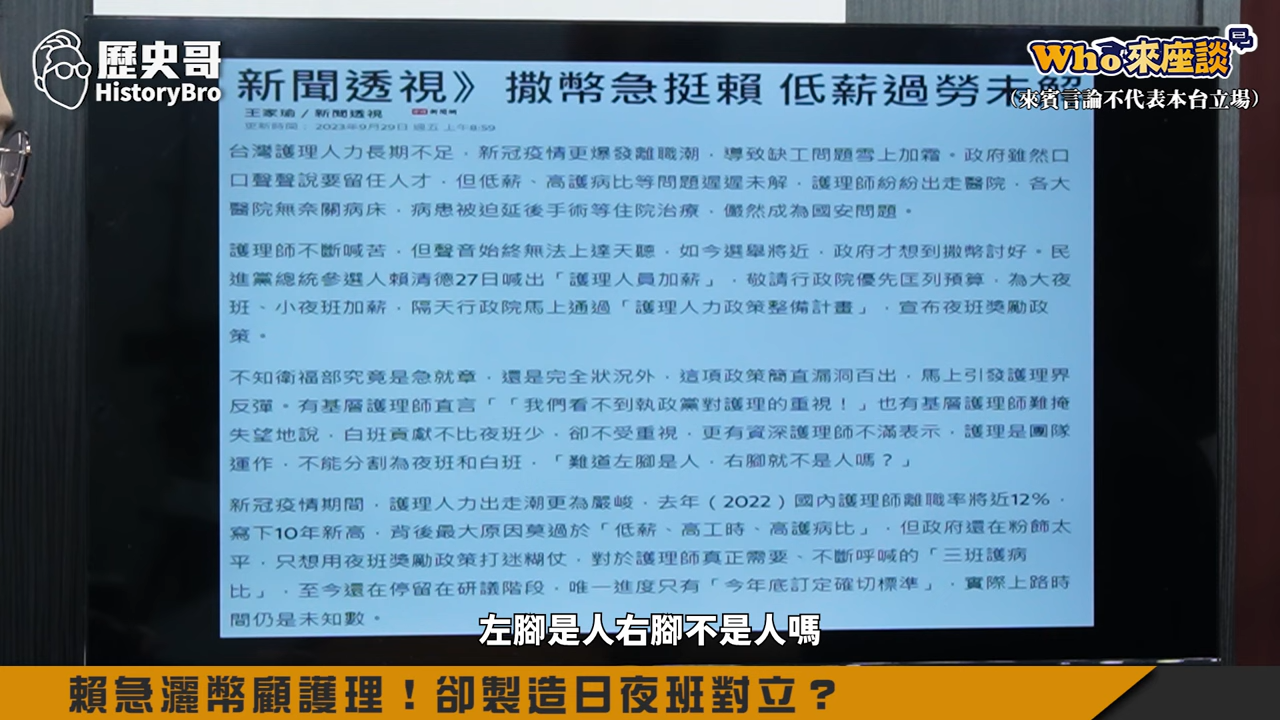 歷史哥
HistoryBro
Who來座談
(來賓言論不代表本台立場)
新聞透視》撒幣急挺賴 低薪過勞未
王家瑜/新聞透視
更新時間：2023年9月29日 週五 上午8:59
台灣護理人力長期不足，新冠疫情更爆發離職潮，導致缺工問題雪上加霜。政府雖然口
口聲聲說要留任人才，但低薪、高護病比等問題遲遲未解，護理師紛紛出走醫院，各大
醫院無奈關病床，病患被迫延後手術等住院治療，儼然成為國安問題。
護理師不斷喊苦，但聲音始終無法上達天聽，如今選舉將近，政府才想到撒幣討好。民
進黨總統參選人賴清德27日喊出「護理人員加薪」，敬請行政院優先匡列預算，為大夜
班、小夜班加薪，隔天行政院馬上通過「護理人力政策整備計畫」，宣布夜班獎勵政
策。
不知衛福部究竟是急就章，還是完全狀況外，這項政策簡直漏洞百出，馬上引發護理界
反彈。有基層護理師直言「「我們看不到執政黨對護理的重視！」也有基層護理師難掩
失望地說，白班貢獻不比夜班少，卻不受重視，更有資深護理師不滿表示，護理是團隊
運作，不能分割為夜班和白班，「難道左腳是人，右腳就不是人嗎？」
新冠疫情期間，護理人力出走潮更為嚴峻，去年（2022）國內護理師離職率將近12%，
寫下10年新高，背後最大原因莫過於「低薪、高工時、高護病比」，但政府還在粉飾太
平，只想用夜班獎勵政策打迷糊仗，對於護理師真正需要、不斷呼喊的「三班護病
比」，至今還在停留在研議階段，唯一進度只有「今年底訂定確切標準」，實際上路時
間仍是未知數。
左腳是人右腳不是人嗎
賴急灑幣顧護理！卻製造日夜班對立？